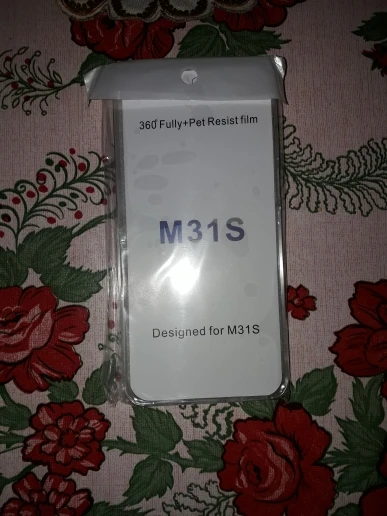 360°Fully+Pet Resist film
M31S
Designed for M31S